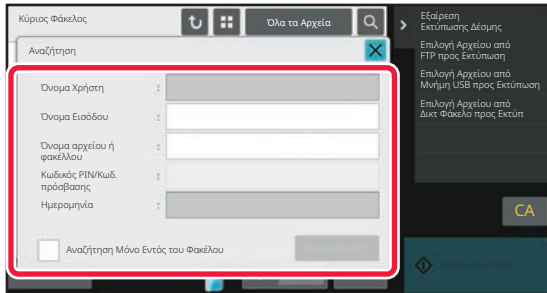 Κύριος Φάκελος
Όλα τα Αρχεία
Αναζήτηση
Όνομα Χρήστη :
Όνομα Εισόδου :
Όνομα αρχείου ή :
φακέλλου
Κωδικός PIN/Κωδ. :
πρόσβασης
Ημερομηνία :
Αναζήτηση Μόνο Εντός του Φακέλου
Εξαίρεση
Εκτύπωσης Δέσμης
Επιλογή Αρχείου από
FTP προς Εκτύπωση
Επιλογή Αρχείου από
Μνήμη USB προς Εκτύπωση
Επιλογή Αρχείου από
Δικτ Φάκελο προς Εκτύπ
CA
Εκτύπωση Τώρα